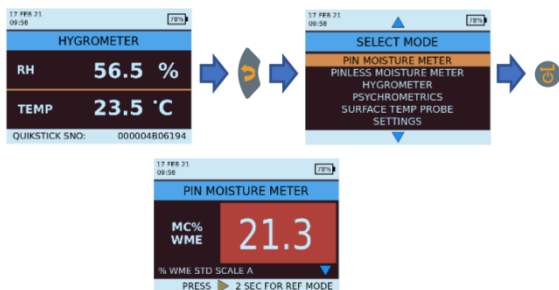 17 FEB 21
09:58
78%
HYGROMETER
RH 56.5 %
TEMP 23.5 °C
QUIKSTICK SNO: 000004806194
17 FEB 21
09:58
78%
SELECT MODE
PIN MOISTURE METER
PINLESS MOISTURE METER
HYGROMETER
PSYCHROMETRICS
SURFACE TEMP PROBE
SETTINGS
17 FEB 21
09:58
78%
PIN MOISTURE METER
MC%
WME
21.3
% WME STD SCALE A
PRESS 2 SEC FOR REF MODE